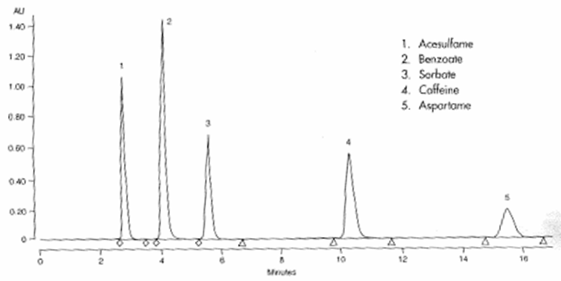 AU
1.40
1.20
1.00
0.80
0.60
0.40
0.20
0
1
2
3
4
5
1. Acesulfame
2. Benzoate
3. Sorbate
4. Caffeine
5. Aspartame
0 2 4 6 8 10 12 14 16
Minutes